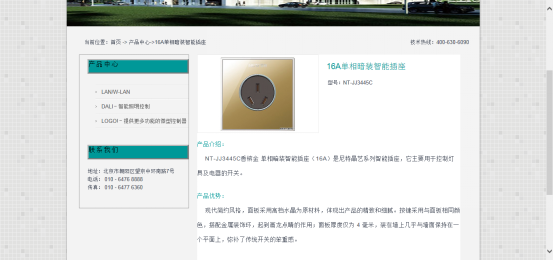 当前位置：首页 -> 产品中心->16A单相暗装智能插座
技术热线：400-638-6090
产品中心
16A单相暗装智能插座
型号：NT-JJ3445C
LAN/W-LAN
DALI－智能照明控制
LOGO!－提供更多功能的微型控制器
联系我们
地址：北京市朝阳区望京中环南路7号
电话：010 - 6476 8888
传真：010 - 6477 6360
产品介绍：
NT-JJ3445C香槟金 单相暗装智能插座（16A）是尼特晶艺系列智能插座，它主要用于控制灯
具及电器的开关。
产品优势：
现代简约风格，面板采用高档水晶为原材料，体现出产品的精致和细腻。按键采用与面板相同颜
色，搭配金属装饰环，起到画龙点睛的作用；面板厚度仅为 4 毫米，装在墙上几乎与墙面保持在一
个平面上，弥补了传统开关的笨重感。